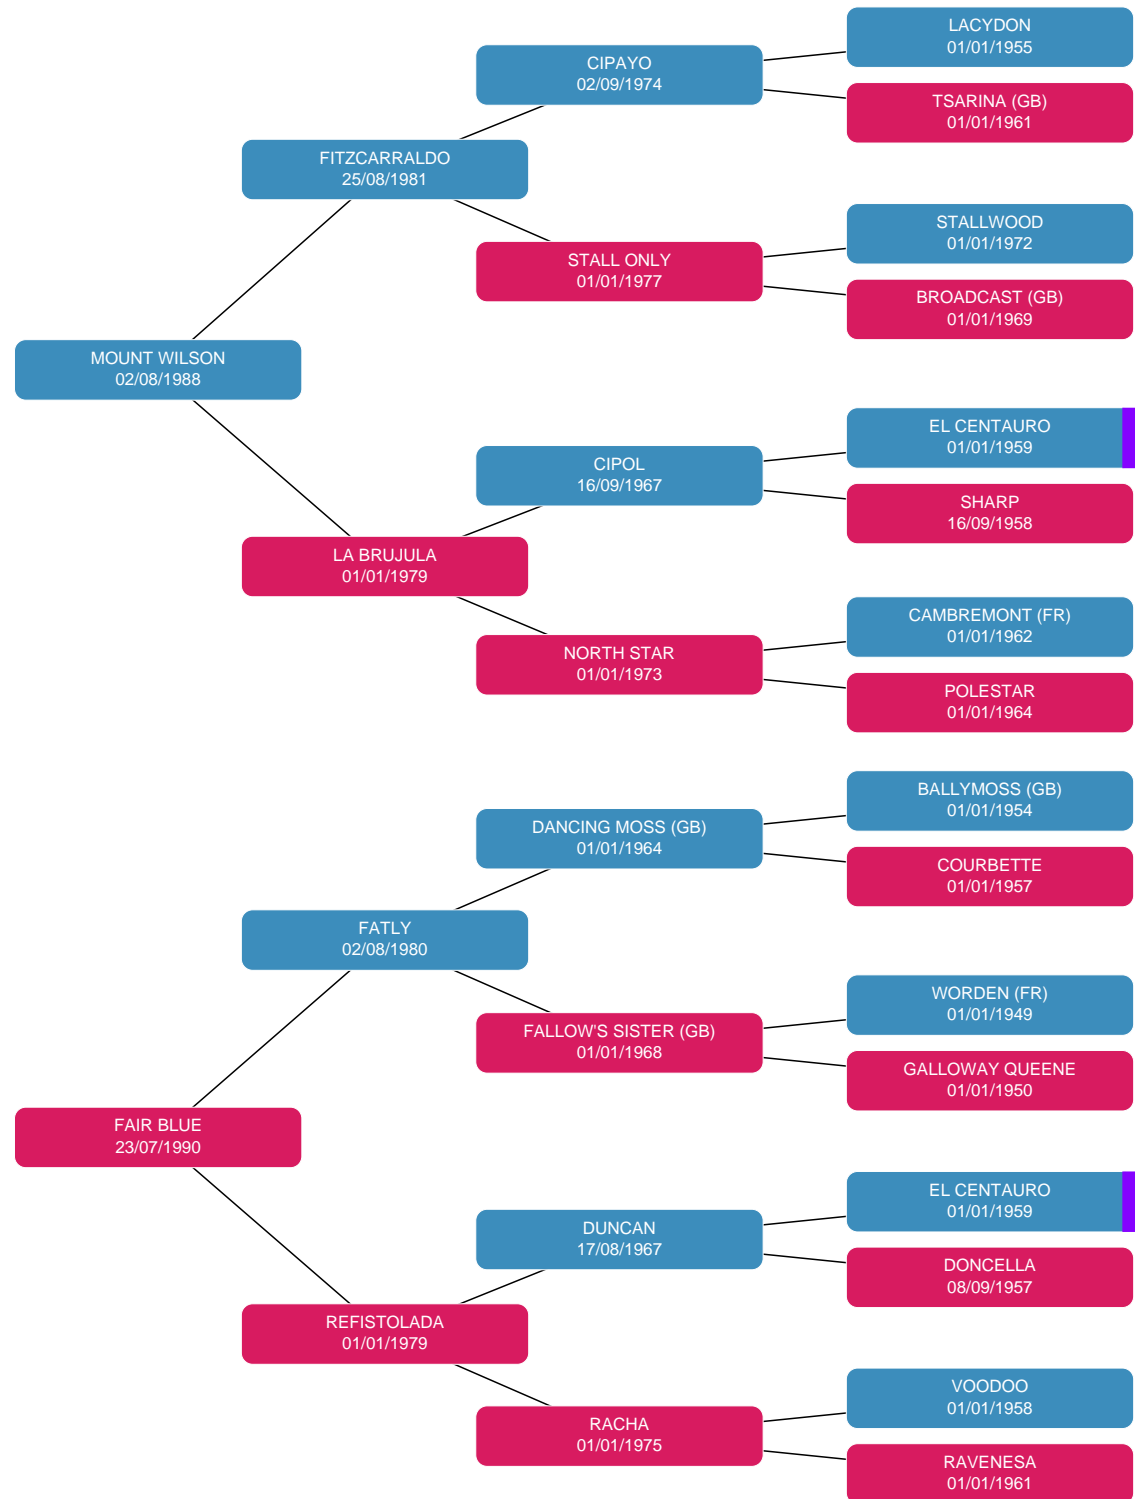 LACYDON
01/01/1955
CIPAYO
02/09/1974
TSARINA (GB)
01/01/1961
FITZCARRALDO
25/08/1981
STALLWOOD
01/01/1972
STALL ONLY
01/01/1977
BROADCAST (GB)
01/01/1969
MOUNT WILSON
02/08/1988
EL CENTAURO
01/01/1959
CIPOL
16/09/1967
SHARP
16/09/1958
LA BRUJULA
01/01/1979
CAMBREMONT (FR)
01/01/1962
NORTH STAR
01/01/1973
POLESTAR
01/01/1964
BALLYMOSS (GB)
01/01/1954
DANCING MOSS (GB)
01/01/1964
COURBETTE
01/01/1957
FATLY
02/08/1980
WORDEN (FR)
01/01/1949
FALLOW'S SISTER (GB)
01/01/1968
GALLOWAY QUEENE
01/01/1950
FAIR BLUE
23/07/1990
EL CENTAURO
01/01/1959
DUNCAN
17/08/1967
DONCELLA
08/09/1957
REFISTOLADA
01/01/1979
VOODOO
01/01/1958
RACHA
01/01/1975
RAVENESA
01/01/1961